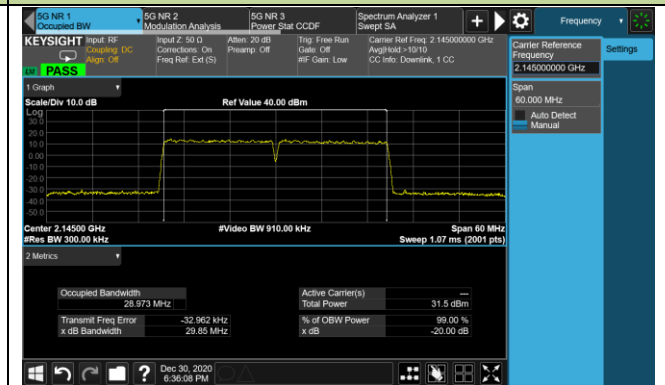 5G NR 1
Occupied BW
5G NR 2
Modulation Analysis
5G NR 3
Power Stat CCDF
Spectrum Analyzer 1
Swept SA
Frequency
KEYSIGHT
Input: RF
Coupling: DC
Align: Off
Input Z: 50 Ω
Corrections: On
Freq Ref: Ext (S)
Atten: 20 dB
Preamp: Off
Trig: Free Run
Gate: Off
#IF Gain: Low
Carrier Ref Freq: 2.145000000 GHz
Avg|Hold:>10/10
CC Info: Downlink, 1 CC
PASS
Carrier Reference
Frequency
2.145000000 GHz
Settings
Span
60.000 MHz
Auto Detect
Manual
1 Graph
Scale/Div 10.0 dB
Ref Value 40.00 dBm
Log
30.0
20.0
10.0
0.00
-10.0
-20.0
-30.0
-40.0
-50.0
Center 2.14500 GHz
#Video BW 910.00 kHz
Span 60 MHz
#Res BW 300.00 kHz
Sweep 1.07 ms (2001 pts)
2 Metrics
Occupied Bandwidth
28.973 MHz
Transmit Freq Error -32.962 kHz
x dB Bandwidth 29.85 MHz
Active Carrier(s) ---
Total Power 31.5 dBm
% of OBW Power 99.00 %
x dB -20.00 dB
?
Dec 30, 2020
6:36:08 PM